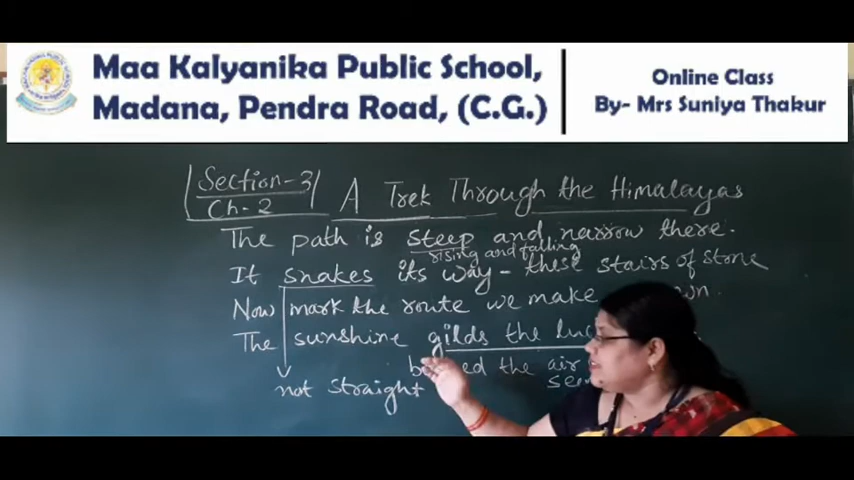 Maa Kalyanika Public School,
Madana, Pendra Road, (C.G.)
Online Class
By- Mrs Suniya Thakur
Section-3
Ch-2
A Trek Through the Himalayas
The path is steep and narrow there.
rising and falling
It snakes its way - these stairs of stone
Now mark the route we make
The sunshine gilds the
the air
not straight